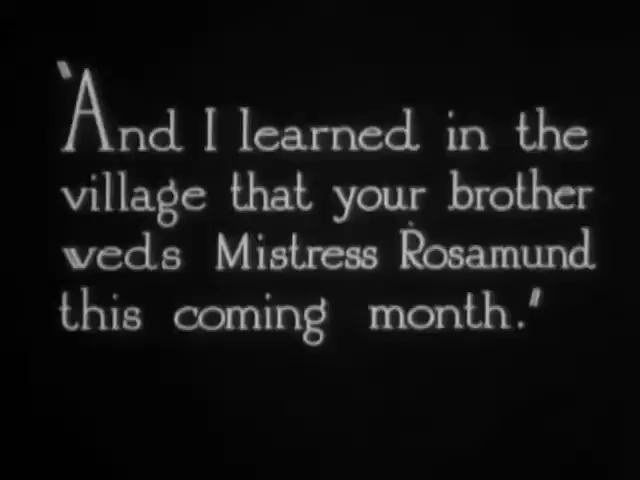 "And I learned in the
village that your brother
weds Mistress Rosamund
this coming month."